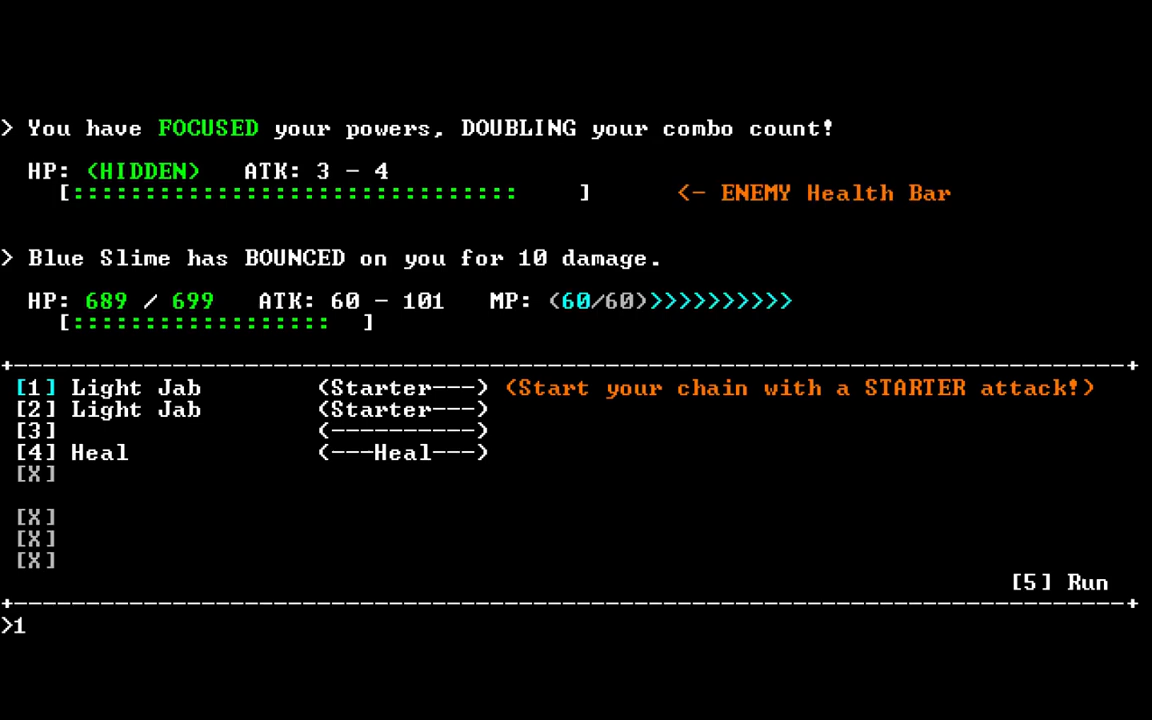 > You have FOCUSED your powers, DOUBLING your combo count!
HP: (HIDDEN) ATK: 3 - 4
[:::::::::::::::::::::::::::::::     ] <- ENEMY Health Bar
> Blue Slime has BOUNCED on you for 10 damage.
HP: 689 / 699 ATK: 60 - 101 MP: (60/60)>>>>>>>>>>
[::::::::::::::::::  ]
+------------------------------------------------------------------------------+
[1] Light Jab (Starter---) (Start your chain with a STARTER attack!)
[2] Light Jab (Starter---)
[3] (----------)
[4] Heal (---Heal---)
[X]
[X]
[X]
[X]
[5] Run
+------------------------------------------------------------------------------+
>1